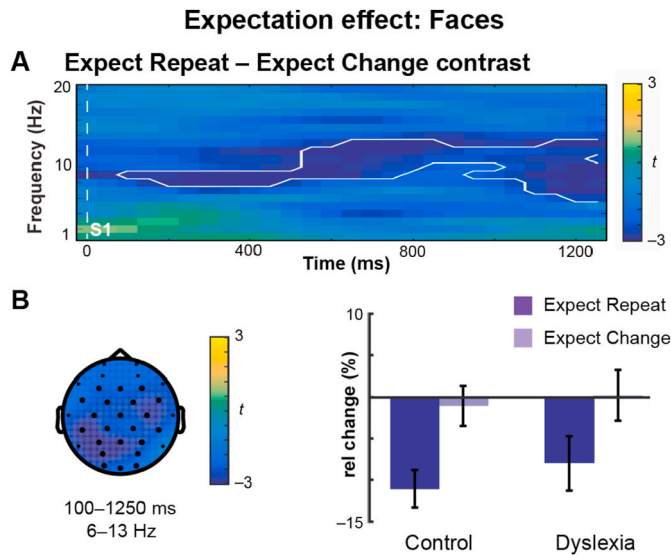 Expectation effect: Faces
A
Expect Repeat – Expect Change contrast
20
10
1
Frequency (Hz)
S1
0
400
800
1200
Time (ms)
3
t
–3
B
3
t
–3
100–1250 ms
6–13 Hz
Expect Repeat
Expect Change
10
rel change (%)
–15
Control
Dyslexia